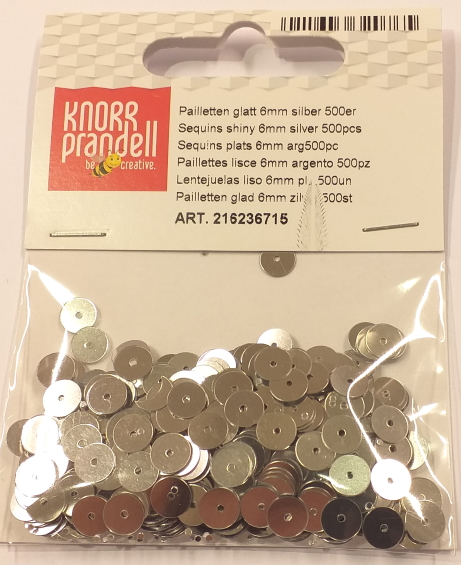 KNORR
prandell
be creative.
Pailletten glatt 6mm silber 500er
Sequins shiny 6mm silver 500pcs
Sequins plats 6mm arg500pc
Paillettes lisce 6mm argento 500pz
Lentejuelas liso 6mm 500un
Pailletten glad 6mm 500st
ART. 216236715